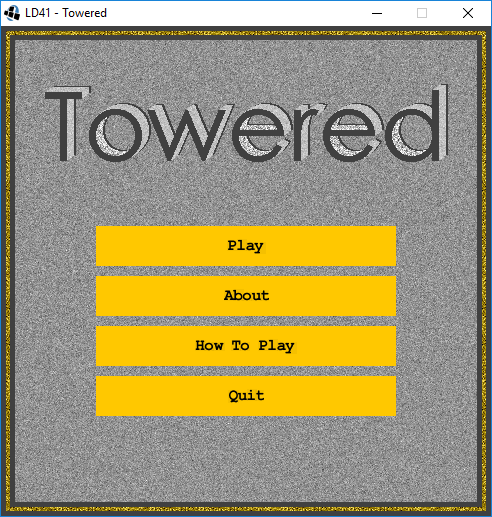 LD41 - Towered
Towered
Play
About
How To Play
Quit